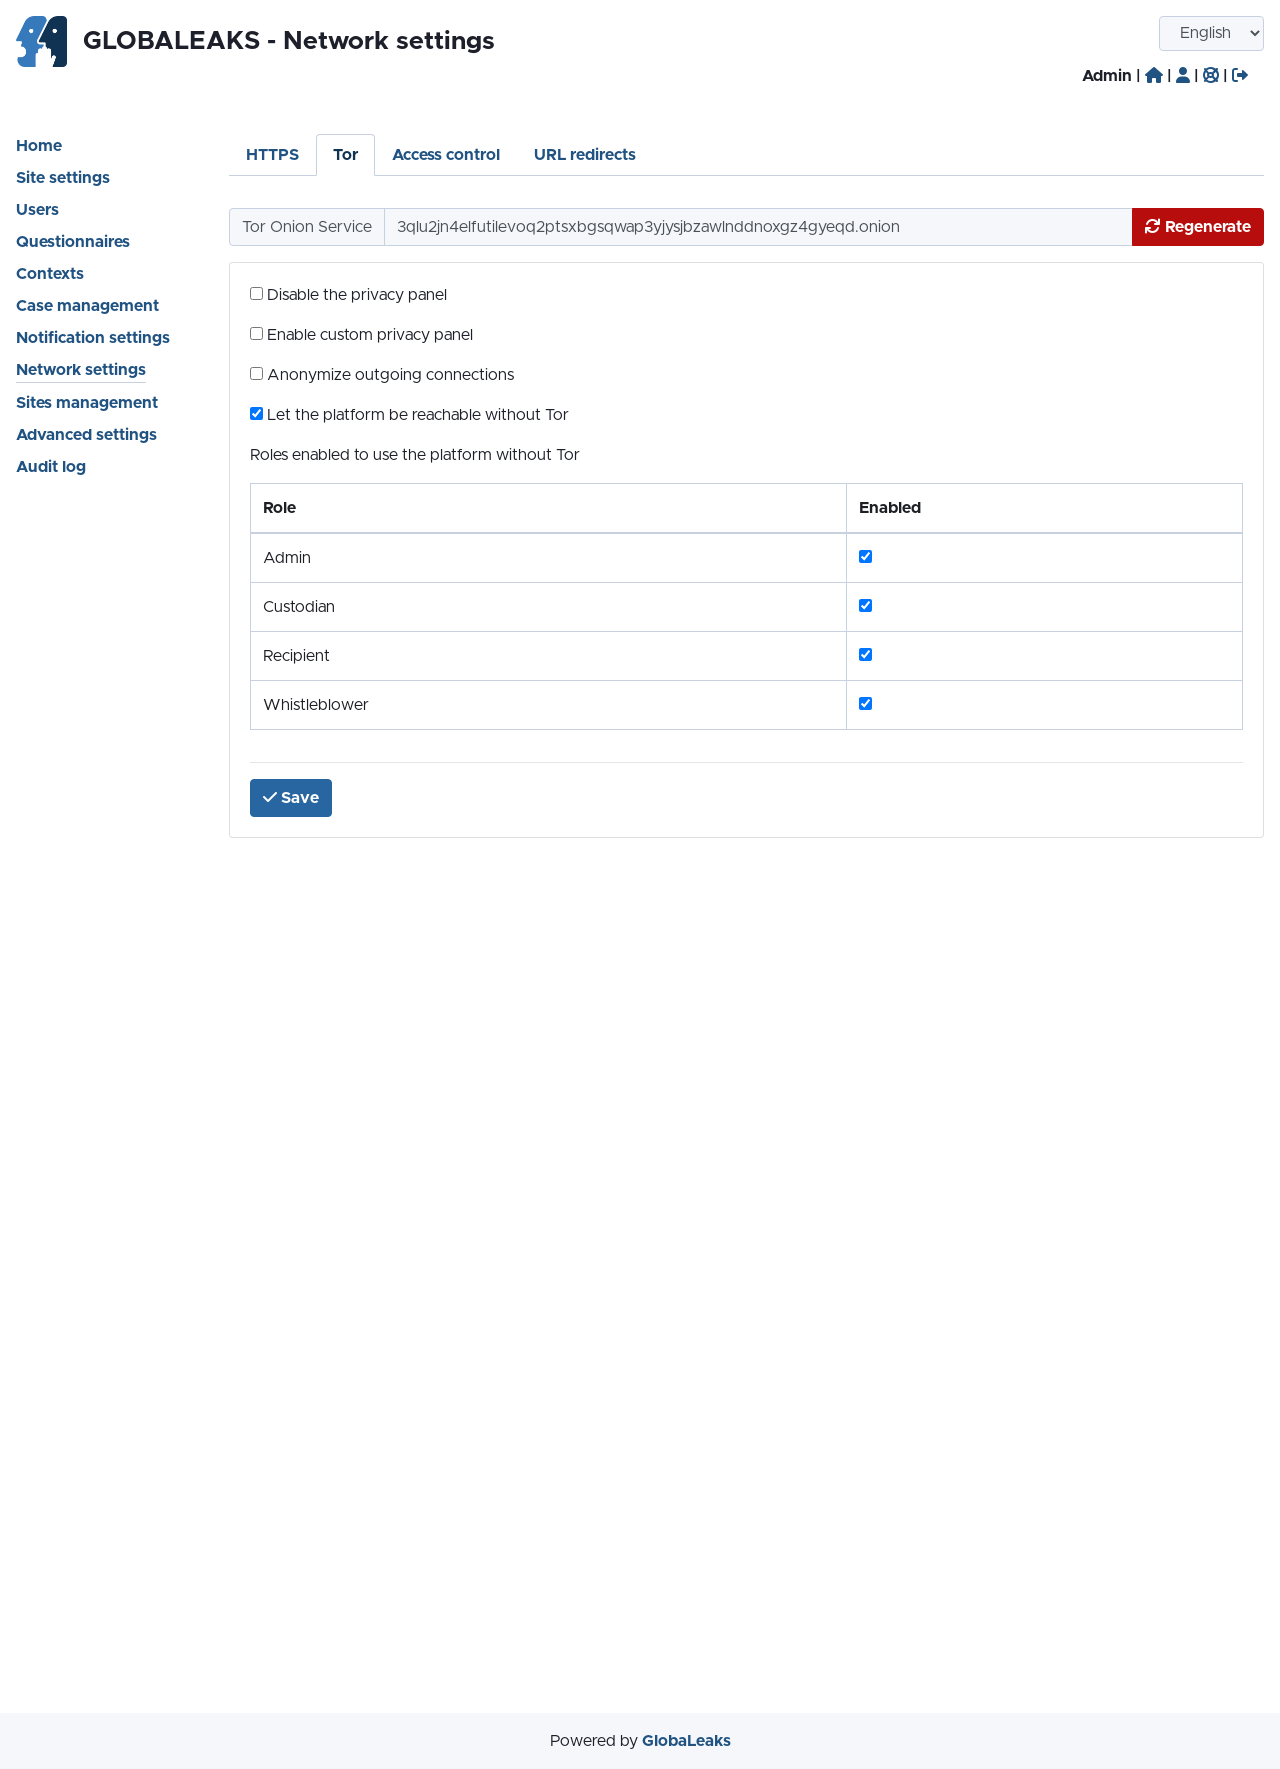 GLOBALEAKS - Network settings
English
Admin | | | |
Home
Site settings
Users
Questionnaires
Contexts
Case management
Notification settings
Network settings
Sites management
Advanced settings
Audit log
HTTPS Tor Access control URL redirects
Tor Onion Service 3qlu2jn4elfutilevoq2ptsxbgsqwap3yjysjbzawlnddnoxgz4gyeqd.onion Regenerate
Disable the privacy panel
Enable custom privacy panel
Anonymize outgoing connections
Let the platform be reachable without Tor
Roles enabled to use the platform without Tor
Role Enabled
Admin
Custodian
Recipient
Whistleblower
Save
Powered by GlobaLeaks